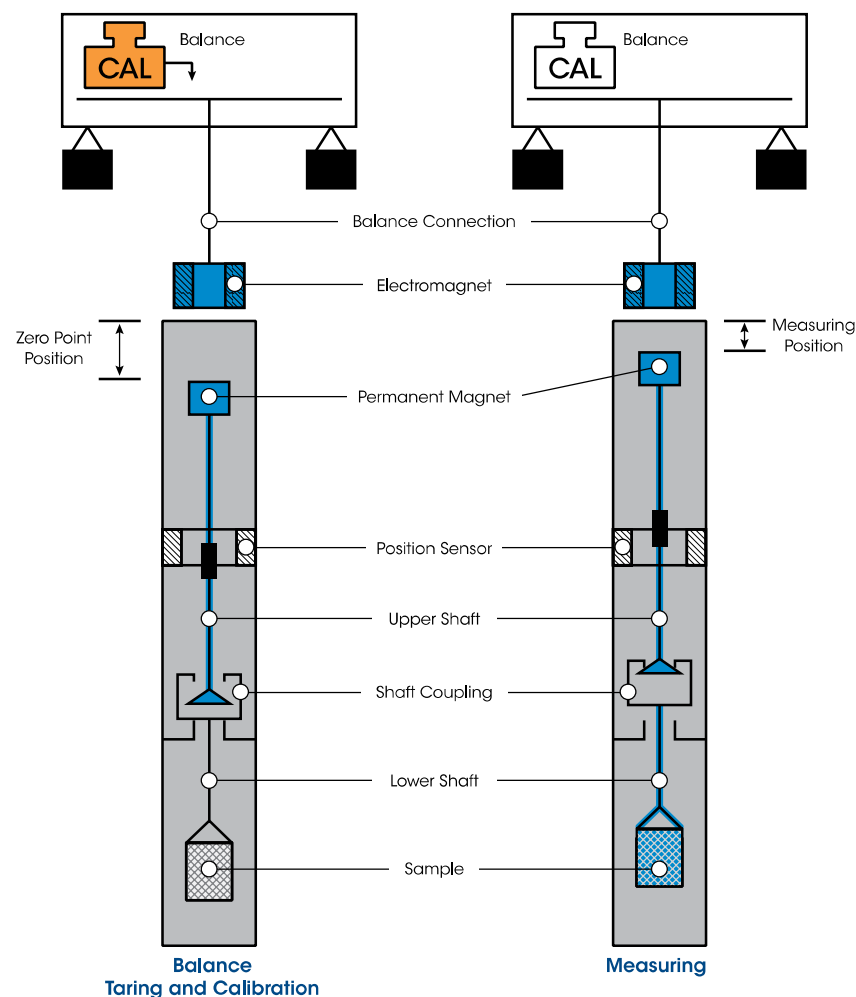 Balance
CAL
Balance
CAL
Balance Connection
Electromagnet
Zero Point
Position
Measuring
Position
Permanent Magnet
Position Sensor
Upper Shaft
Shaft Coupling
Lower Shaft
Sample
Balance
Taring and Calibration
Measuring